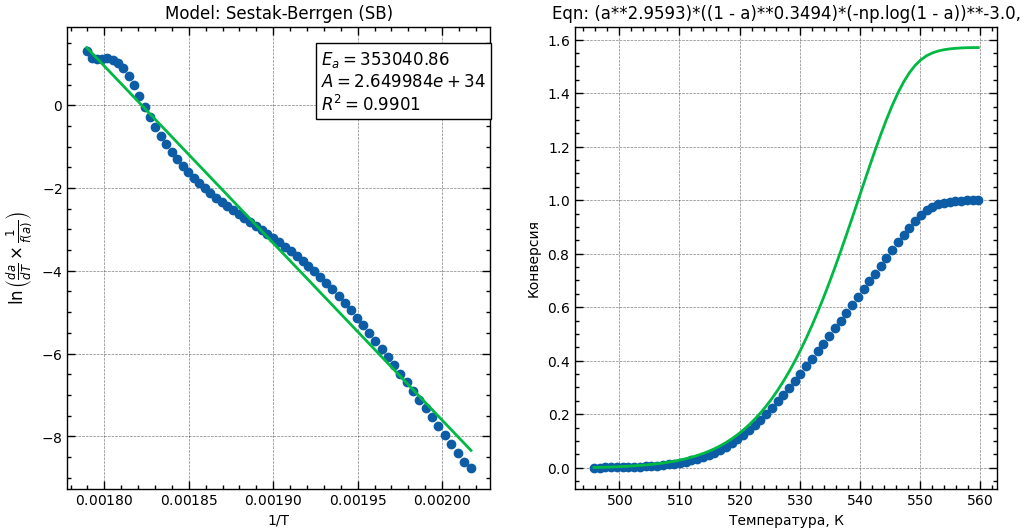 Model: Sestak-Berrgen (SB)
E_a = 353040.86
A = 2.649984e + 34
R^2 = 0.9901
0
−2
−4
−6
−8
ln (da/dT × 1/f(a))
0.00180 0.00185 0.00190 0.00195 0.00200
1/T
Eqn: (a**2.9593)*((1 - a)**0.3494)*(-np.log(1 - a))**-3.0,
1.6
1.4
1.2
1.0
0.8
0.6
0.4
0.2
0.0
Конверсия
500 510 520 530 540 550 560
Температура, К